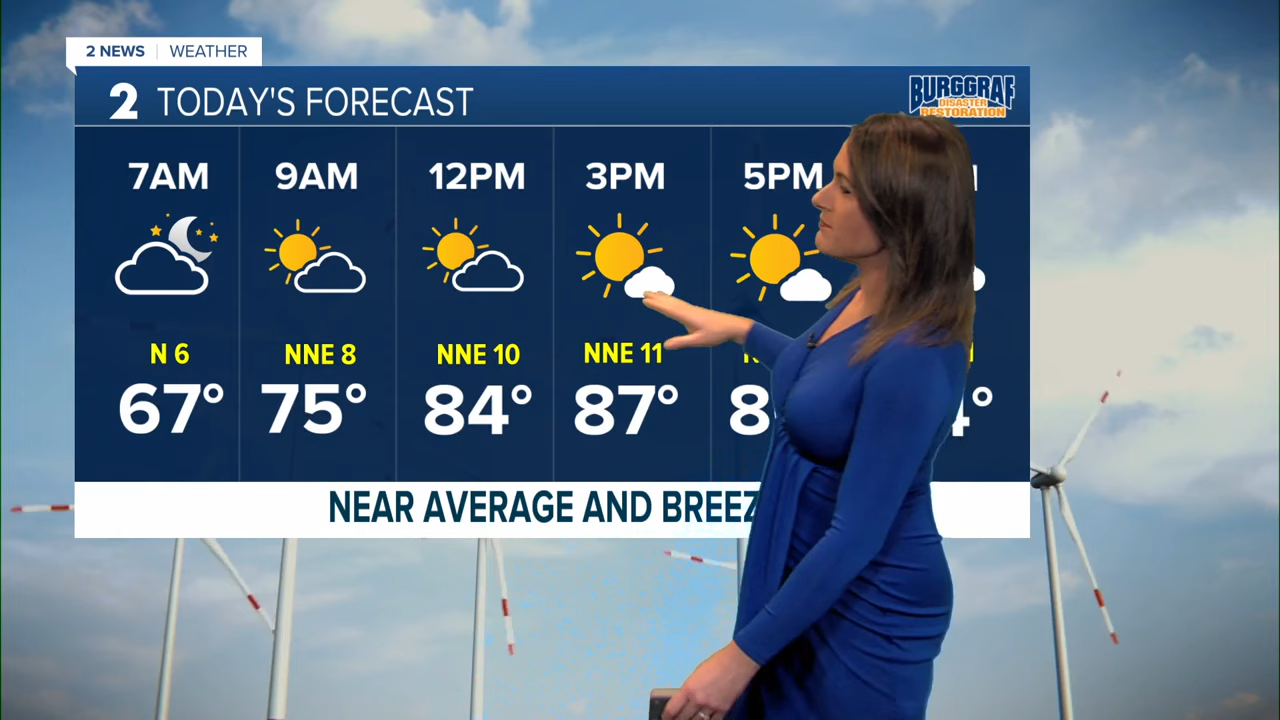 2 NEWS | WEATHER
2 TODAY'S FORECAST
BURGGRAF
DISASTER
RESTORATION
7AM 9AM 12PM 3PM 5PM
N 6 NNE 8 NNE 10 NNE 11
67° 75° 84° 87°
NEAR AVERAGE AND